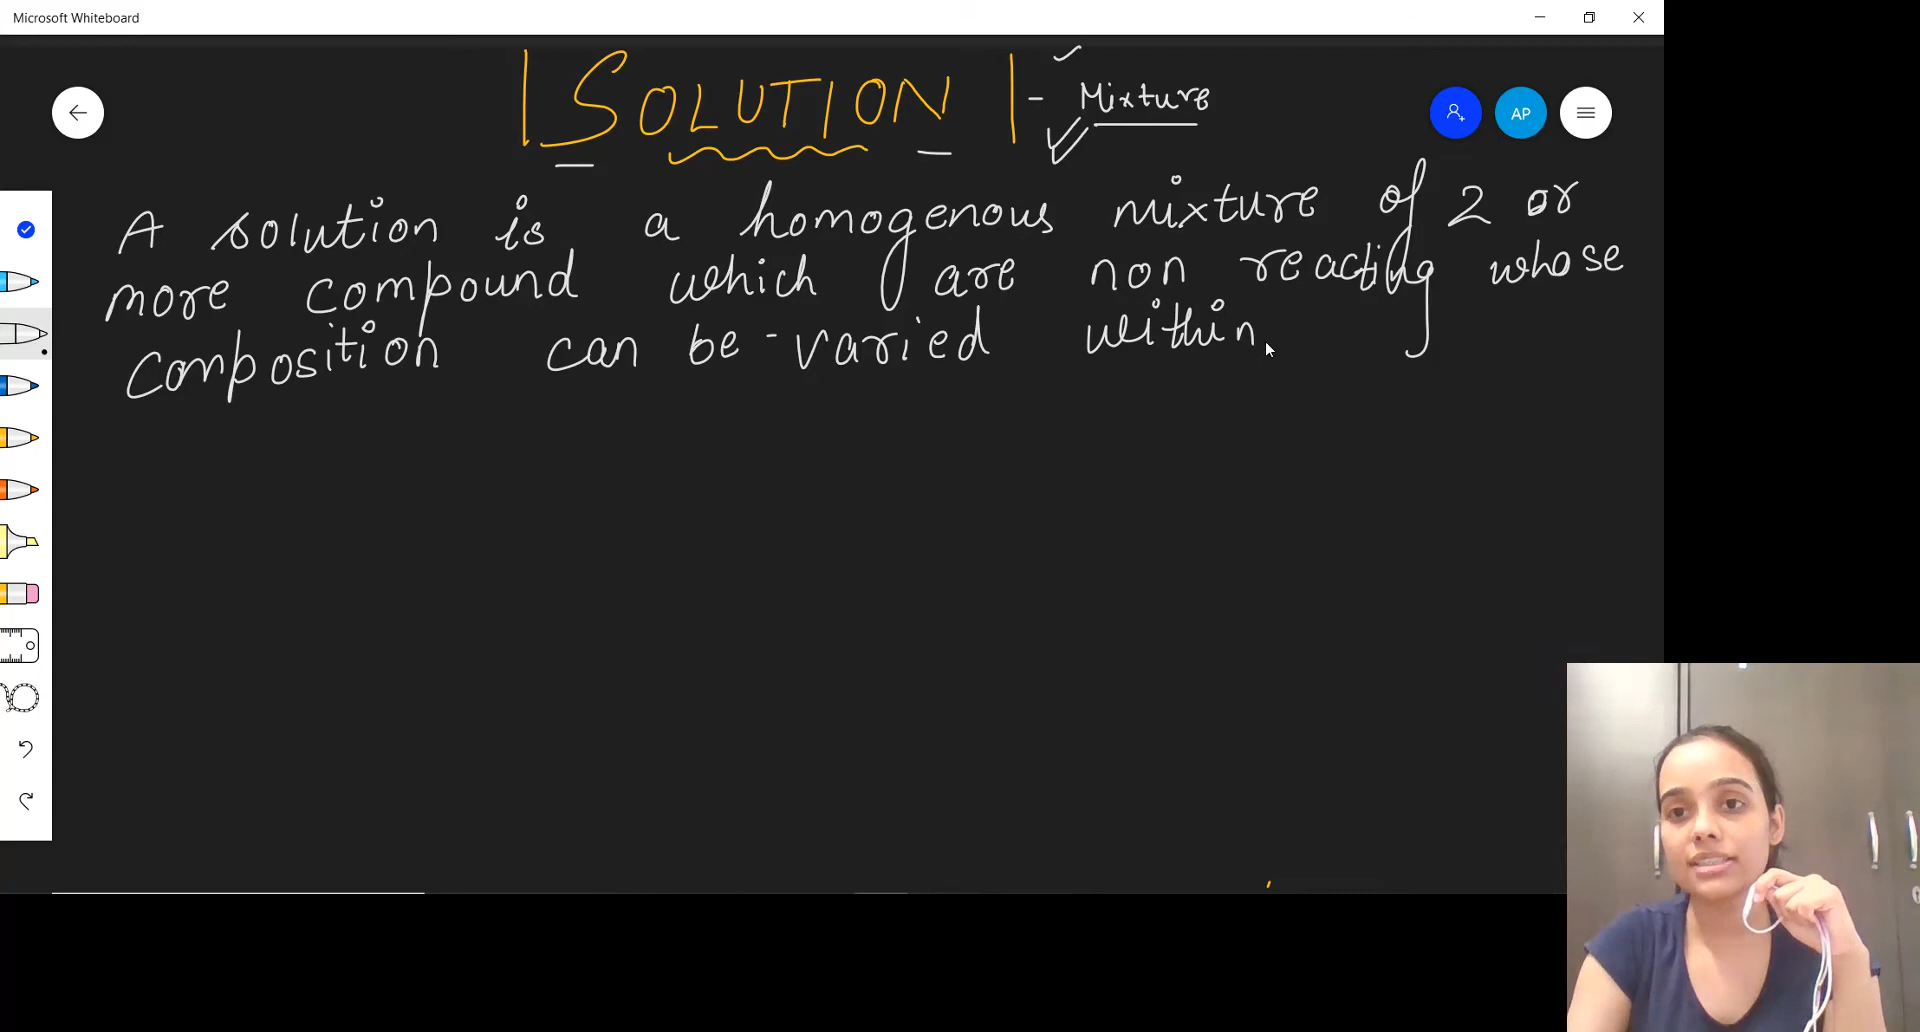 Microsoft Whiteboard
SOLUTION - Mixture
AP
A solution is a homogenous mixture of 2 or
more compound which are non reacting whose
composition can be varied within